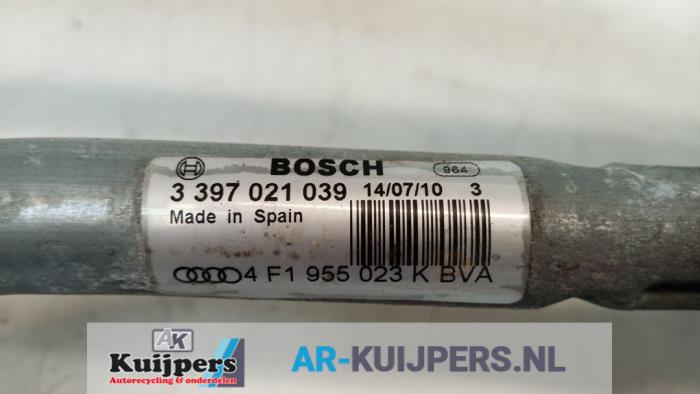 BOSCH 964
3 397 021 039 14/07/10 3
Made in Spain
4 F1 955 023 K BVA
AK
Kuijpers
Autorecycling & onderdelen
AR-KUIJPERS.NL